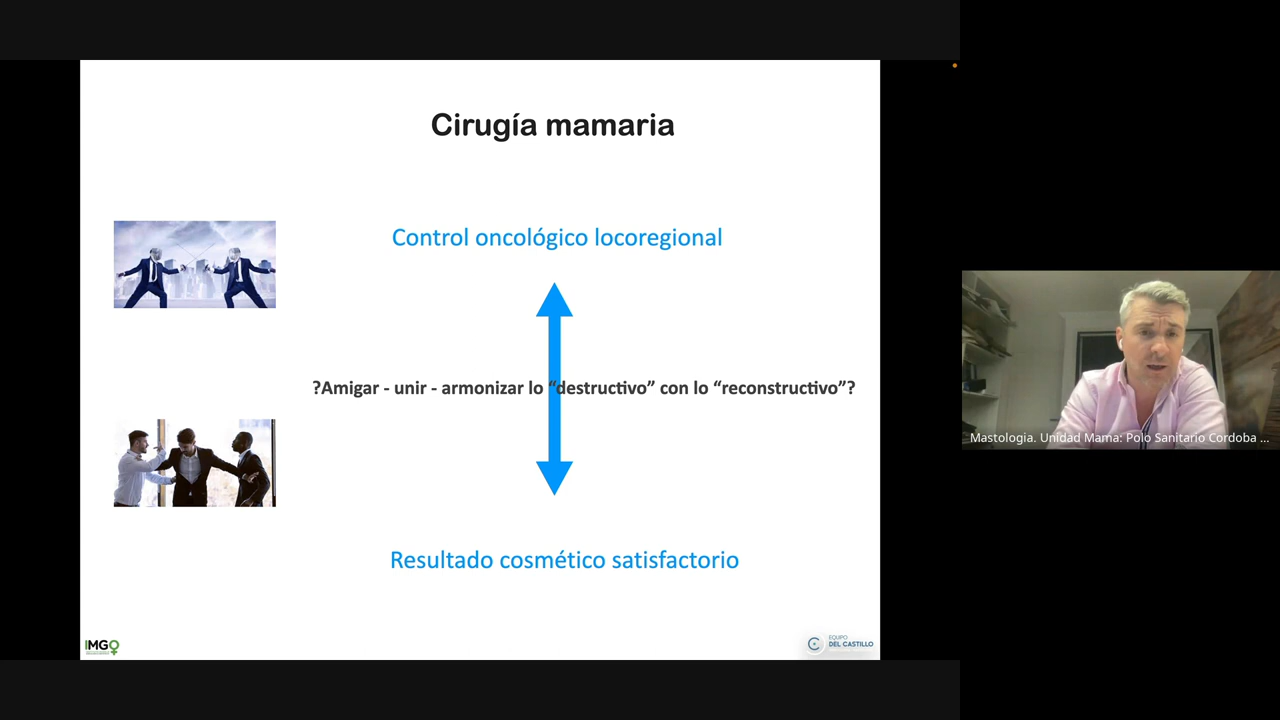 Cirugía mamaria
Control oncológico locoregional
?Amigar - unir - armonizar lo “destructivo” con lo “reconstructivo”?
Resultado cosmético satisfactorio
IMGO
EQUIPO
DEL CASTILLO
Mastologia. Unidad Mama: Polo Sanitario Cordoba ...